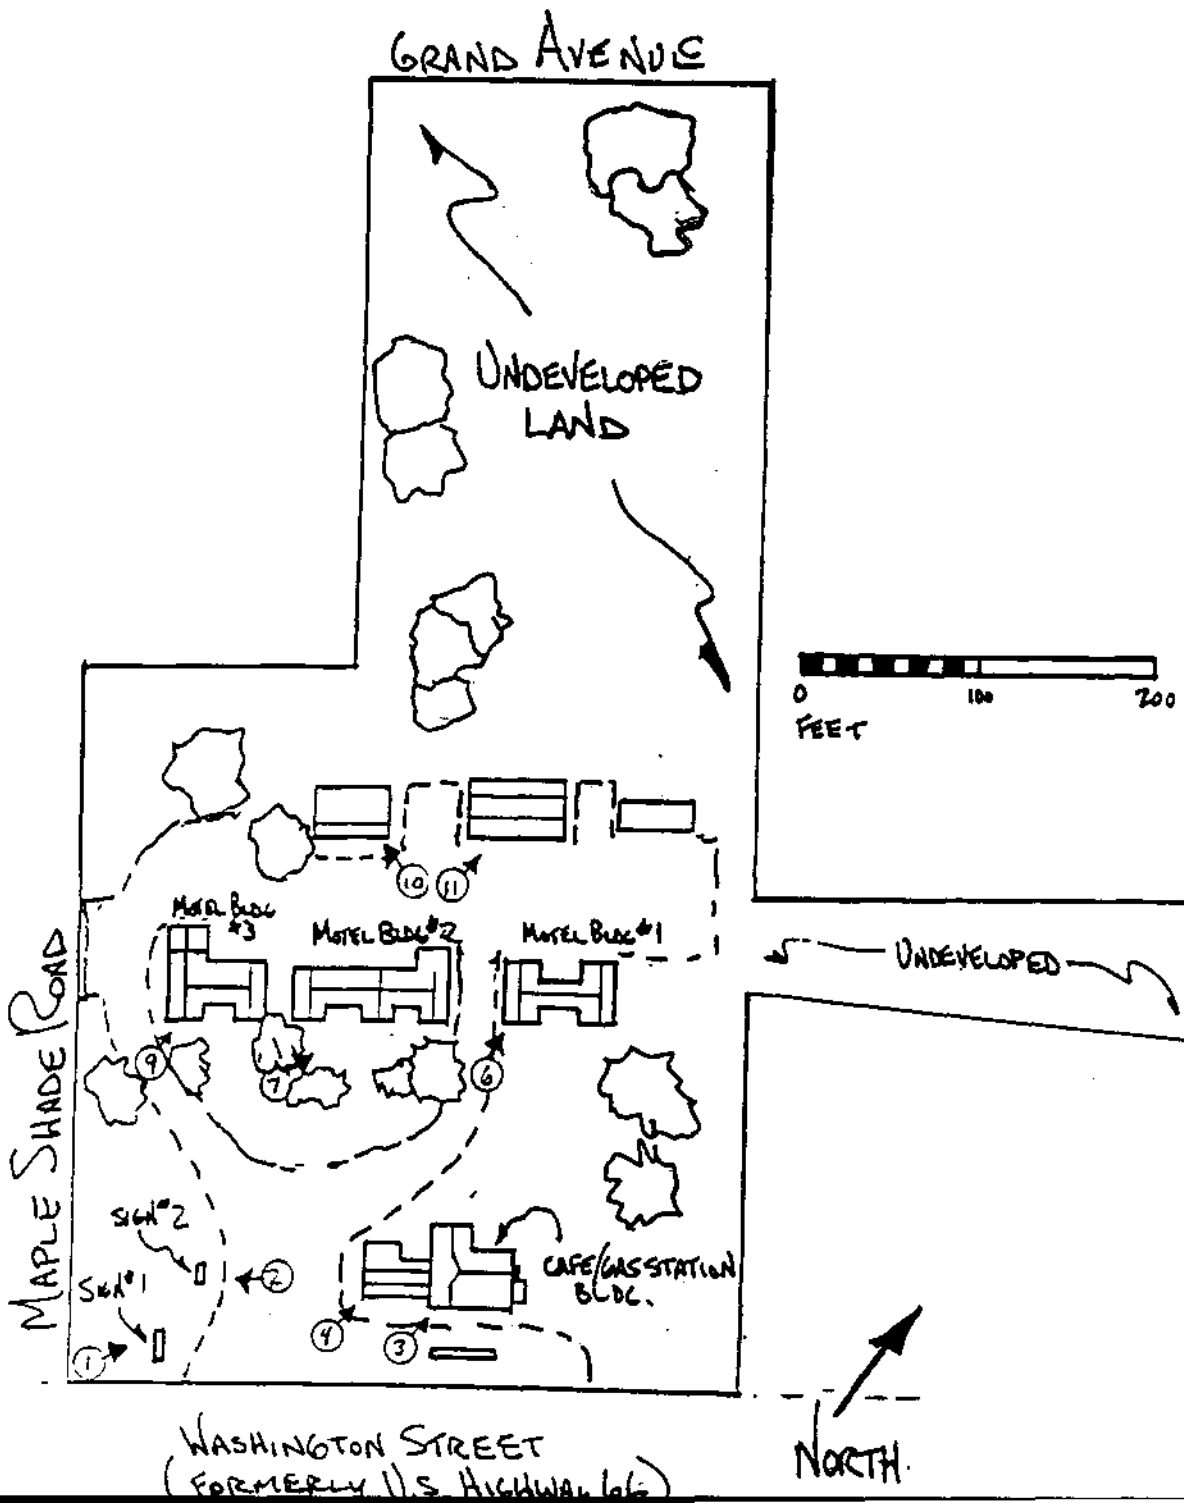 GRAND AVENUE
UNDEVELOPED
LAND
0 100 200
FEET
10 11
MOTEL BLDG
#3
MOTEL BLDG #2
MOTEL BLDG #1
UNDEVELOPED
MAPLE SHADE ROAD
9
7
6
SIGN #2
SIGN #1
2
CAFE/GAS STATION
BLDG.
4
3
1
WASHINGTON STREET
(FORMERLY U.S. HIGHWAY 66)
NORTH